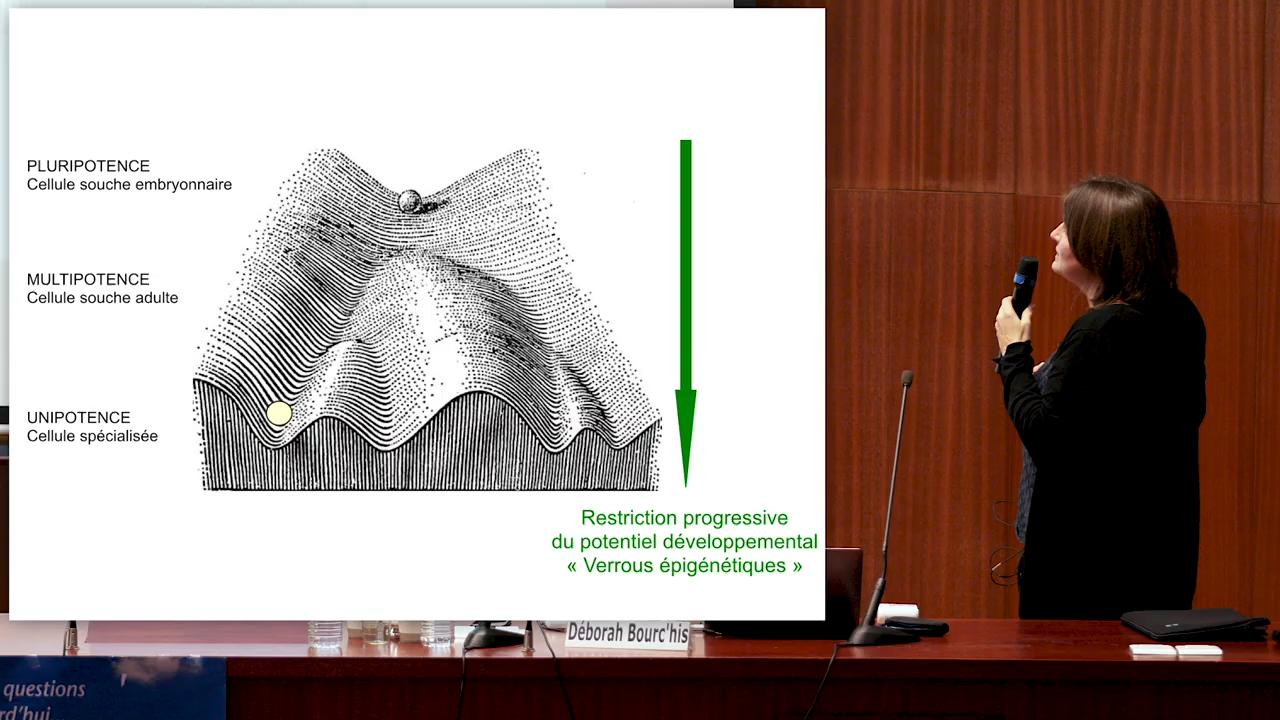 PLURIPOTENCE
Cellule souche embryonnaire
MULTIPOTENCE
Cellule souche adulte
UNIPOTENCE
Cellule spécialisée
Restriction progressive
du potentiel développemental
« Verrous épigénétiques »
Déborah Bourc'his
questions
rd'hui...